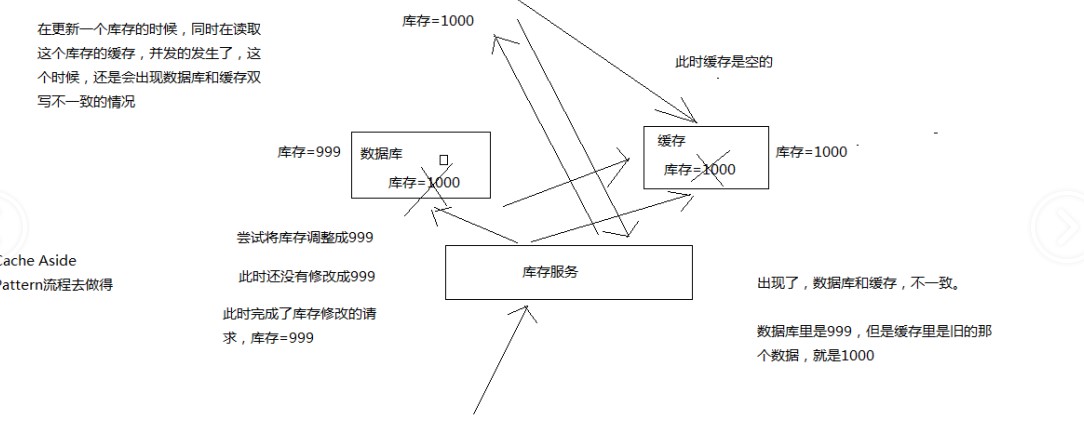 在更新一个库存的时候，同时在读取
这个库存的缓存，并发的发生了，这
个时候，还是会出现数据库和缓存双
写不一致的情况
库存=1000
此时缓存是空的
库存=999
数据库
库存=1000
缓存
库存=1000
库存=1000
尝试将库存调整成999
此时还没有修改成999
此时完成了库存修改的请
求，库存=999
Cache Aside
Pattern流程去做得
库存服务
出现了，数据库和缓存，不一致。
数据库里是999，但是缓存里是旧的那
个数据，就是1000